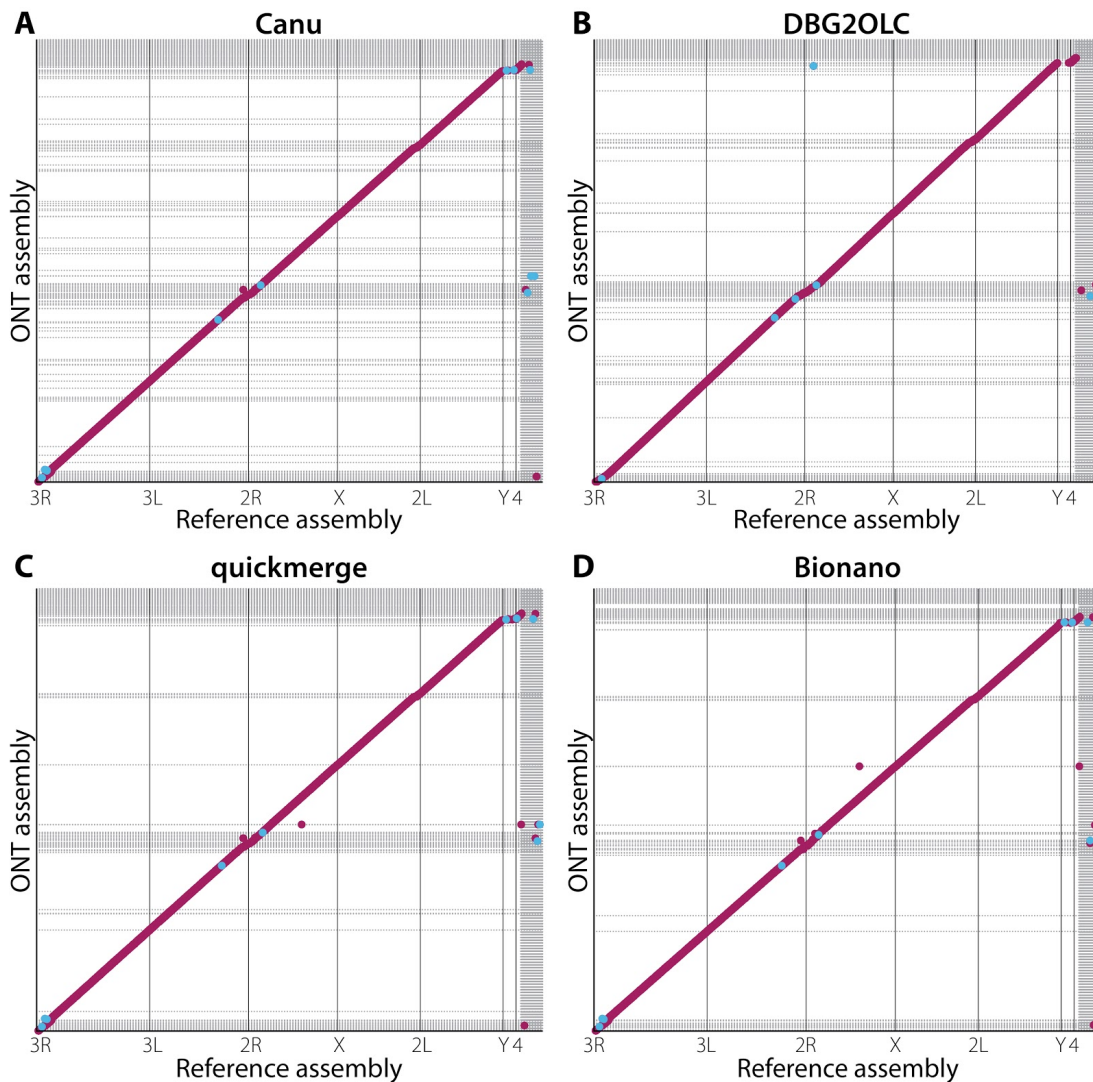 A Canu
ONT assembly
3R 3L 2R X 2L Y 4
Reference assembly
B DBG2OLC
ONT assembly
3R 3L 2R X 2L Y 4
Reference assembly
C quickmerge
ONT assembly
3R 3L 2R X 2L Y 4
Reference assembly
D Bionano
ONT assembly
3R 3L 2R X 2L Y 4
Reference assembly